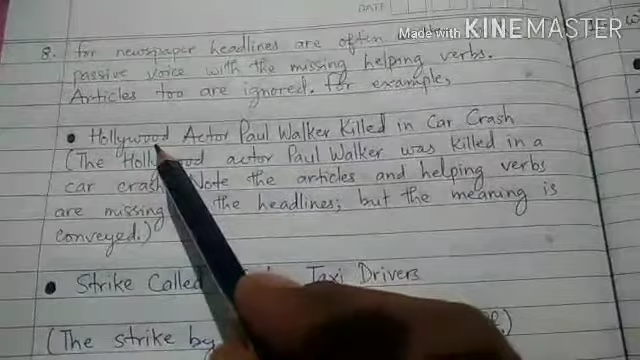 DATE
Made with KINEMASTER
8. for newspaper headlines are often
passive voice with the missing helping verbs.
Articles too are ignored. for example,
• Hollywood Actor Paul Walker Killed in Car Crash
(The Hollywood actor Paul Walker was killed in a
car crash Note the articles and helping verbs
are missing the headlines; but the meaning is
conveyed.)
• Strike Called Taxi Drivers
(The strike by